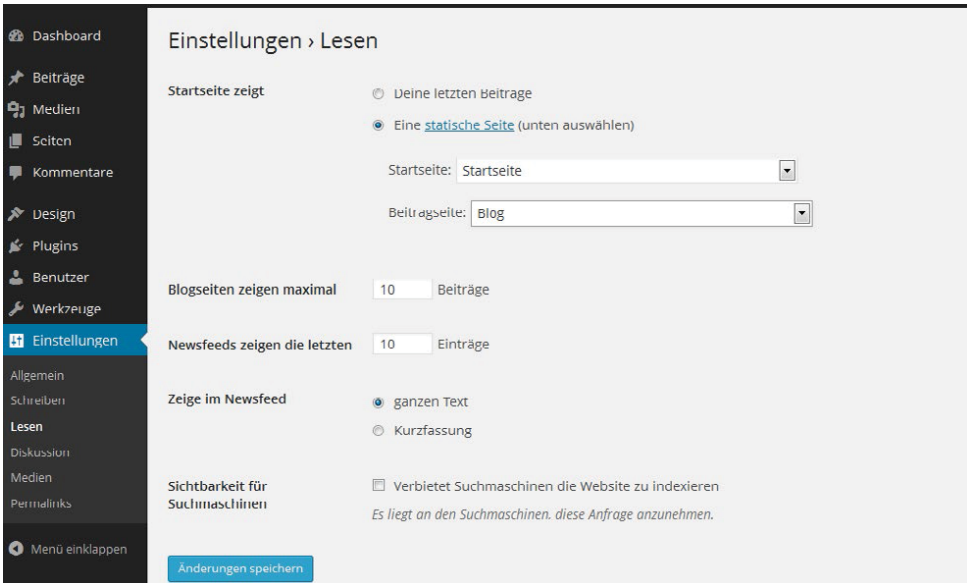 Dashboard
Beiträge
Medien
Seiten
Kommentare
Design
Plugins
Benutzer
Werkzeuge
Einstellungen
Allgemein
Schreiben
Lesen
Diskussion
Medien
Permalinks
Menü einklappen
Einstellungen › Lesen
Startseite zeigt
Deine letzten Beiträge
Eine statische Seite (unten auswählen)
Startseite: Startseite
Beitragseite: Blog
Blogseiten zeigen maximal 10 Beiträge
Newsfeeds zeigen die letzten 10 Einträge
Zeige im Newsfeed
ganzen Text
Kurzfassung
Sichtbarkeit für
Suchmaschinen
Verbietet Suchmaschinen die Website zu indexieren
Es liegt an den Suchmaschinen, diese Anfrage anzunehmen.
Änderungen speichern